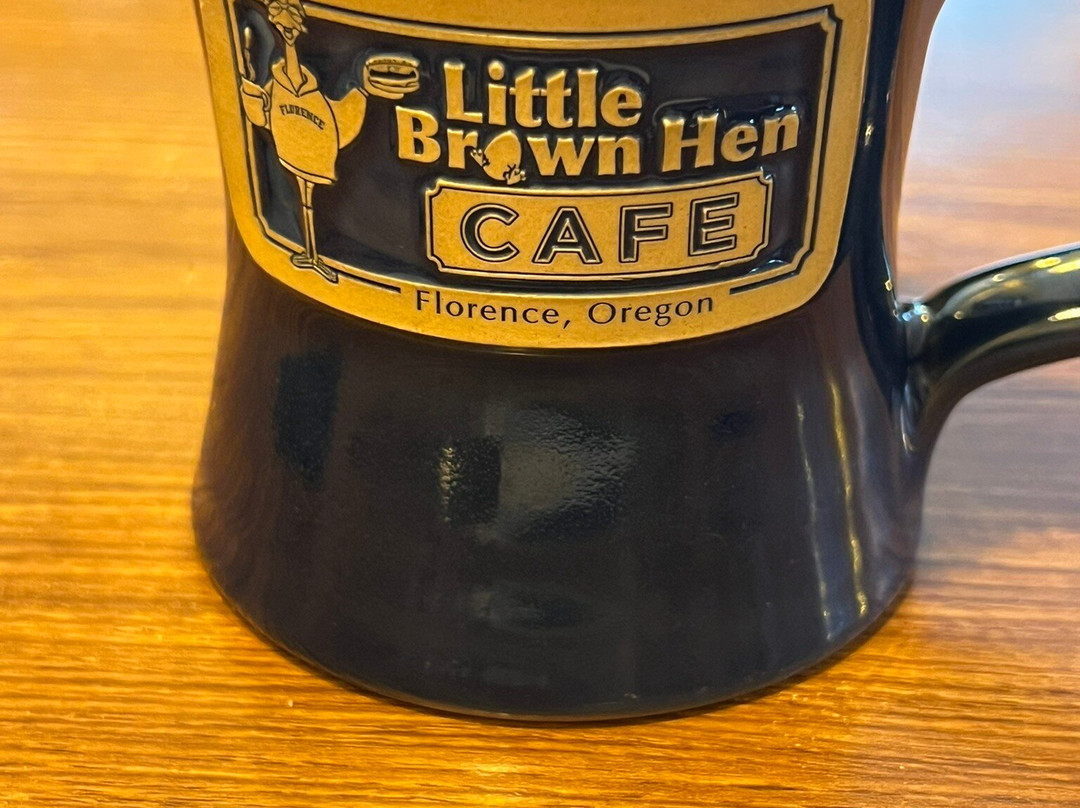 FLORENCE
Little
Brown Hen
CAFE
Florence, Oregon